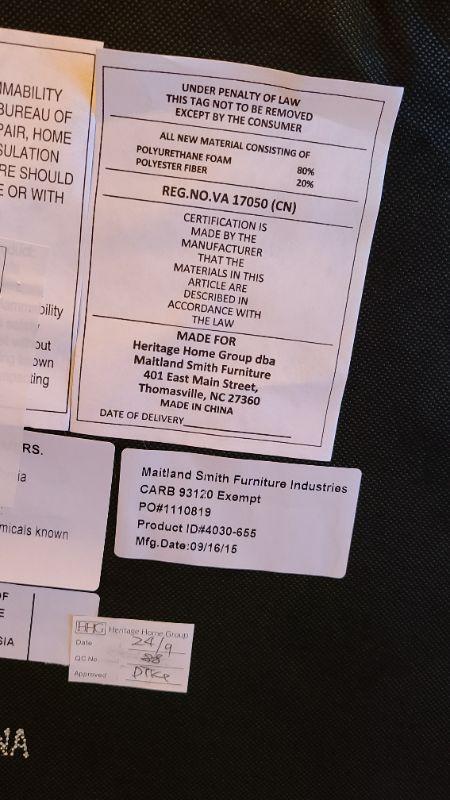 MMABILITY
BUREAU OF
PAIR, HOME
SULATION
RE SHOULD
E OR WITH
bility
out
own
ting
UNDER PENALTY OF LAW
THIS TAG NOT TO BE REMOVED
EXCEPT BY THE CONSUMER
ALL NEW MATERIAL CONSISTING OF
POLYURETHANE FOAM 80%
POLYESTER FIBER 20%
REG.NO.VA 17050 (CN)
CERTIFICATION IS
MADE BY THE
MANUFACTURER
THAT THE
MATERIALS IN THIS
ARTICLE ARE
DESCRIBED IN
ACCORDANCE WITH
THE LAW
MADE FOR
Heritage Home Group dba
Maitland Smith Furniture
401 East Main Street,
Thomasville, NC 27360
MADE IN CHINA
DATE OF DELIVERY
RS.
ia
micals known
Maitland Smith Furniture Industries
CARB 93120 Exempt
PO#1110819
Product ID#4030-655
Mfg.Date:09/16/15
OF
E
SIA
HHG Heritage Home Group
Date 24/9
QC No.
Approved
NA